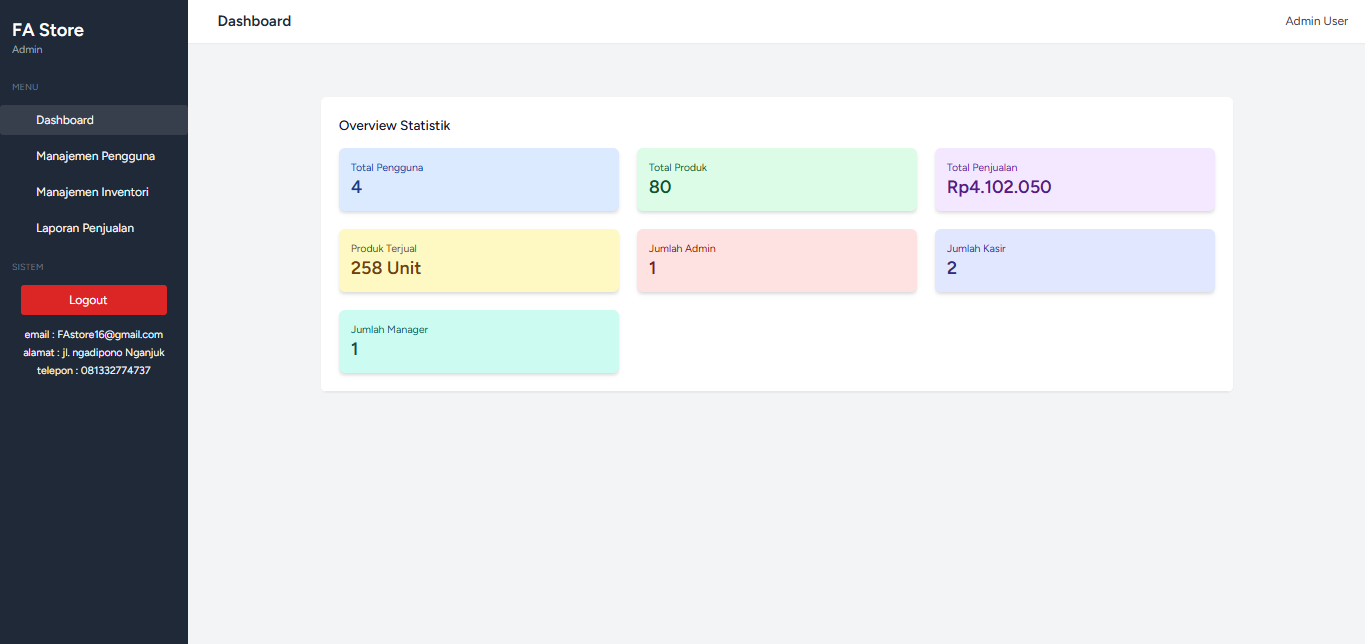 FA Store
Admin
MENU
Dashboard
Manajemen Pengguna
Manajemen Inventori
Laporan Penjualan
SISTEM
Logout
email : FAstore16@gmail.com
alamat : jl. ngadipono Nganjuk
telepon : 081332774737
Dashboard
Admin User
Overview Statistik
Total Pengguna
4
Total Produk
80
Total Penjualan
Rp4.102.050
Produk Terjual
258 Unit
Jumlah Admin
1
Jumlah Kasir
2
Jumlah Manager
1